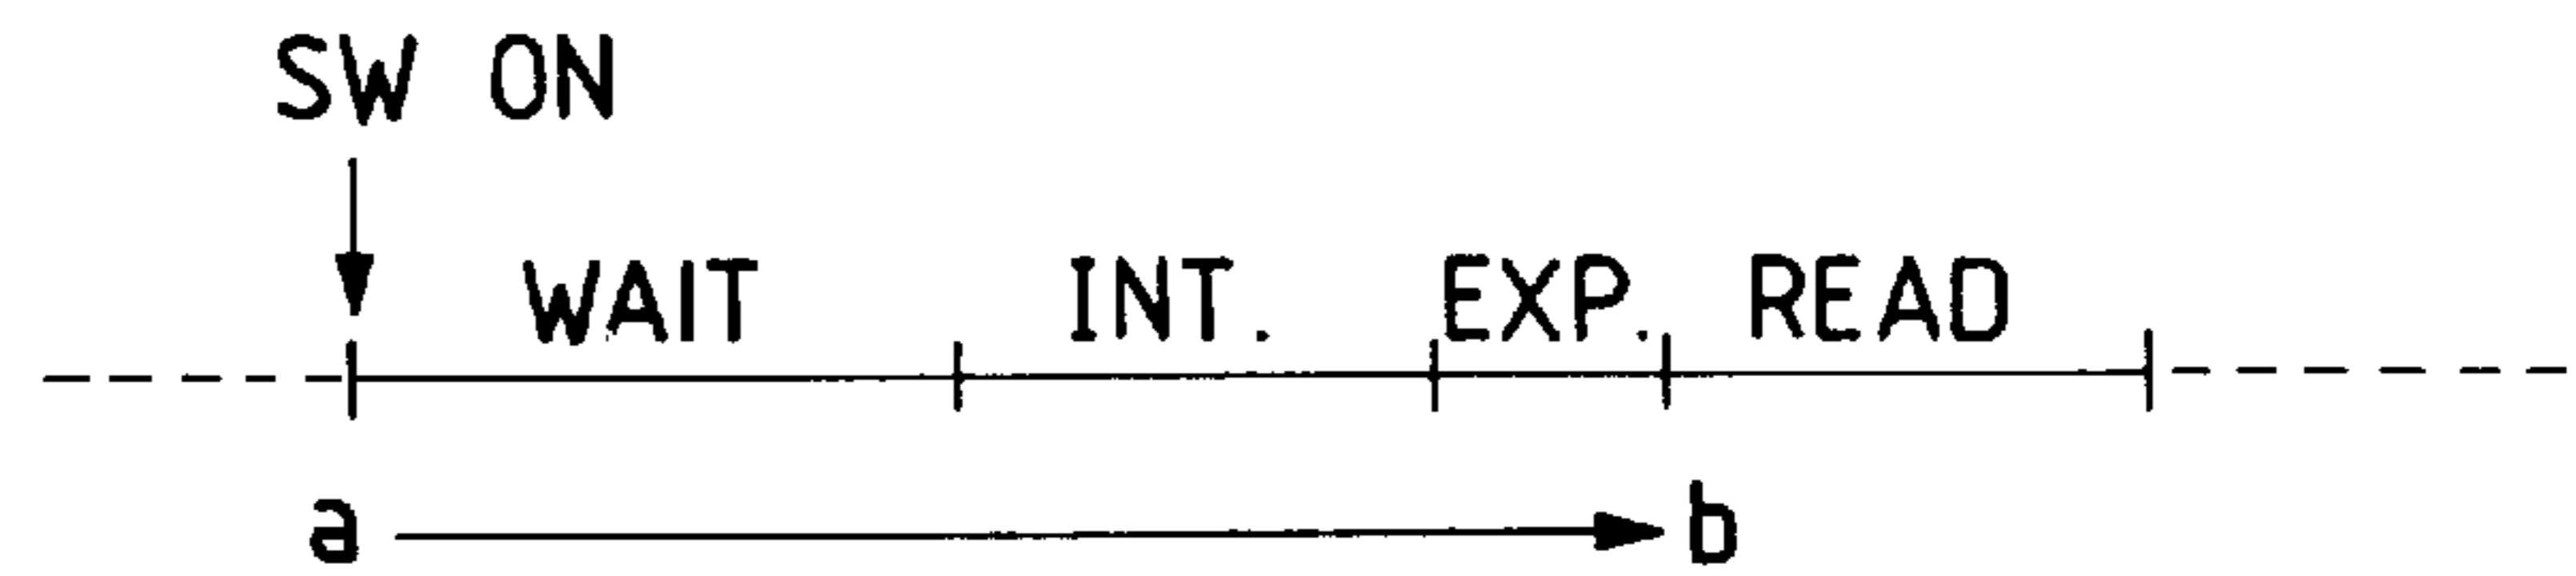 SW ON
WAIT INT. EXP. READ
a b